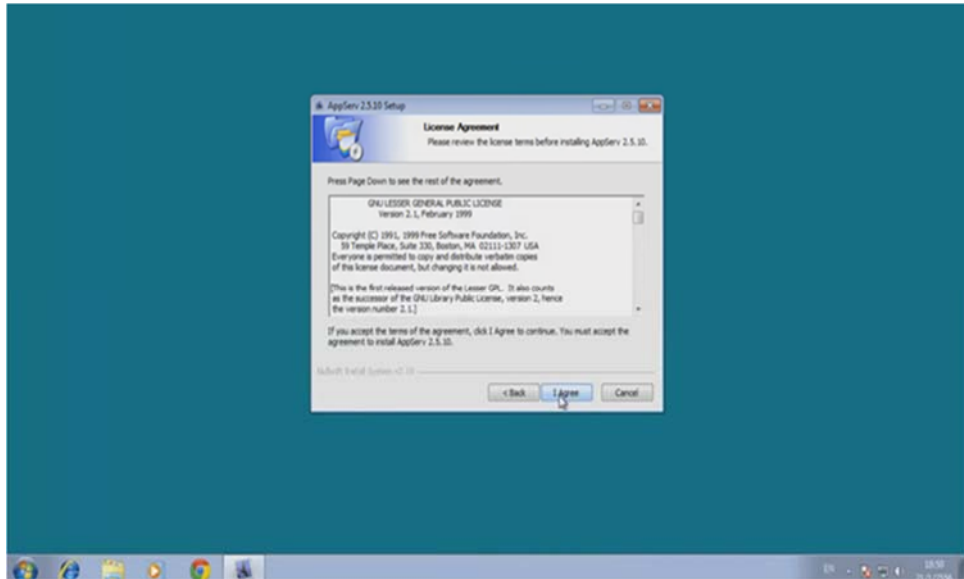 AppServ 2.5.10 Setup
License Agreement
Please review the license terms before installing AppServ 2.5.10.
Press Page Down to see the rest of the agreement.
GNU LESSER GENERAL PUBLIC LICENSE
Version 2.1, February 1999
Copyright (C) 1991, 1999 Free Software Foundation, Inc.
59 Temple Place, Suite 330, Boston, MA 02111-1307 USA
Everyone is permitted to copy and distribute verbatim copies
of this license document, but changing it is not allowed.
[This is the first released version of the Lesser GPL. It also counts
as the successor of the GNU Library Public License, version 2, hence
the version number 2.1.]
If you accept the terms of the agreement, click I Agree to continue. You must accept the
agreement to install AppServ 2.5.10.
Nullsoft Install System
< Back I Agree Cancel
EN